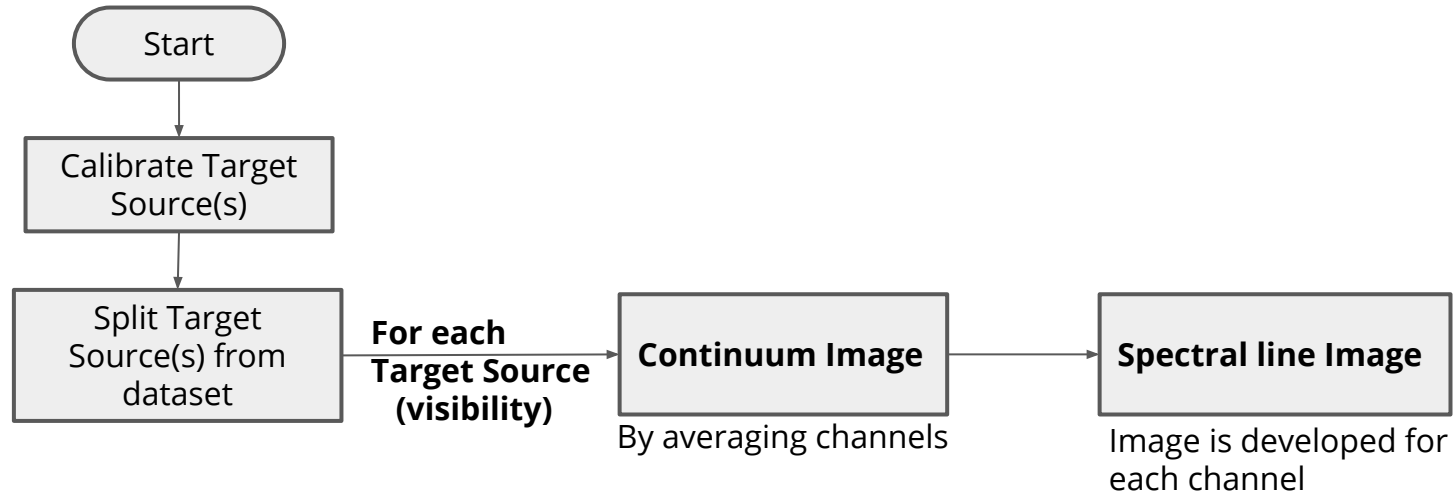 Start
Calibrate Target
Source(s)
Split Target
Source(s) from
dataset
For each
Target Source
(visibility)
Continuum Image
By averaging channels
Spectral line Image
Image is developed for
each channel